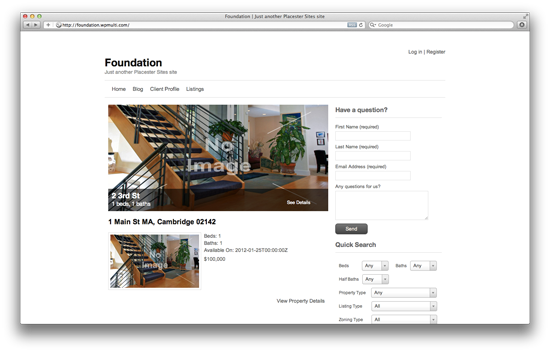 Foundation | Just another Placester Sites site
http://foundation.wpmulti.com/
Log in | Register
Foundation
Just another Placester Sites site
Home Blog Client Profile Listings
No
Image
2 3rd St
1 beds, 1 baths
See Details
1 Main St MA, Cambridge 02142
No
Image
Beds: 1
Baths: 1
Available On: 2012-01-25T00:00:00Z
$100,000
View Property Details
Have a question?
First Name (required)
Last Name (required)
Email Address (required)
Any questions for us?
Send
Quick Search
Beds Any Baths Any
Half Baths Any
Property Type Any
Listing Type All
Zoning Type All